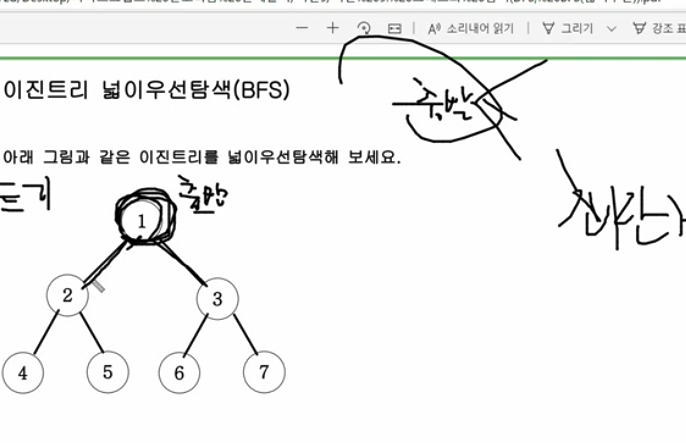 소리내어 읽기 그리기 강조 표
이진트리 넓이우선탐색(BFS)
출발
아래 그림과 같은 이진트리를 넓이우선탐색해 보세요.
트기 출발
1
2 3
4 5 6 7